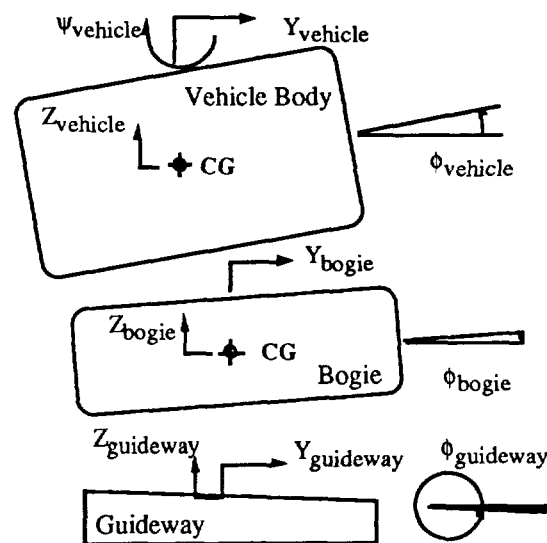 Ψvehicle
Yvehicle
Vehicle Body
Zvehicle
CG
ϕvehicle
Ybogie
Zbogie
CG
Bogie
ϕbogie
Zguideway
Yguideway
ϕguideway
Guideway